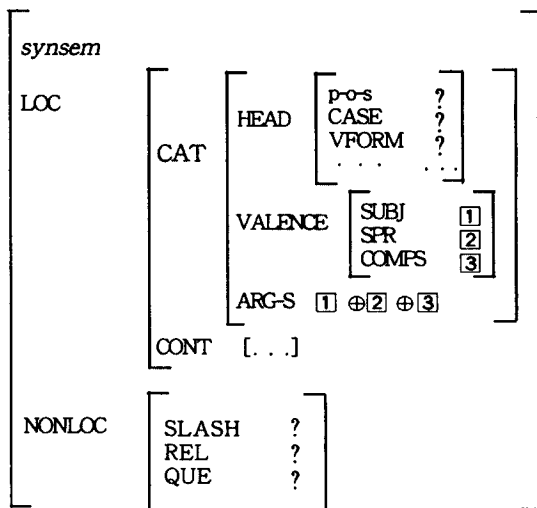 synsem
LOC
CAT
HEAD
p-o-s ?
CASE ?
VFORM ?
. . . . . .
VALENCE
SUBJ 1
SPR 2
COMPS 3
ARG-S 1 ⊕ 2 ⊕ 3
CONT [. . .]
NONLOC
SLASH ?
REL ?
QUE ?